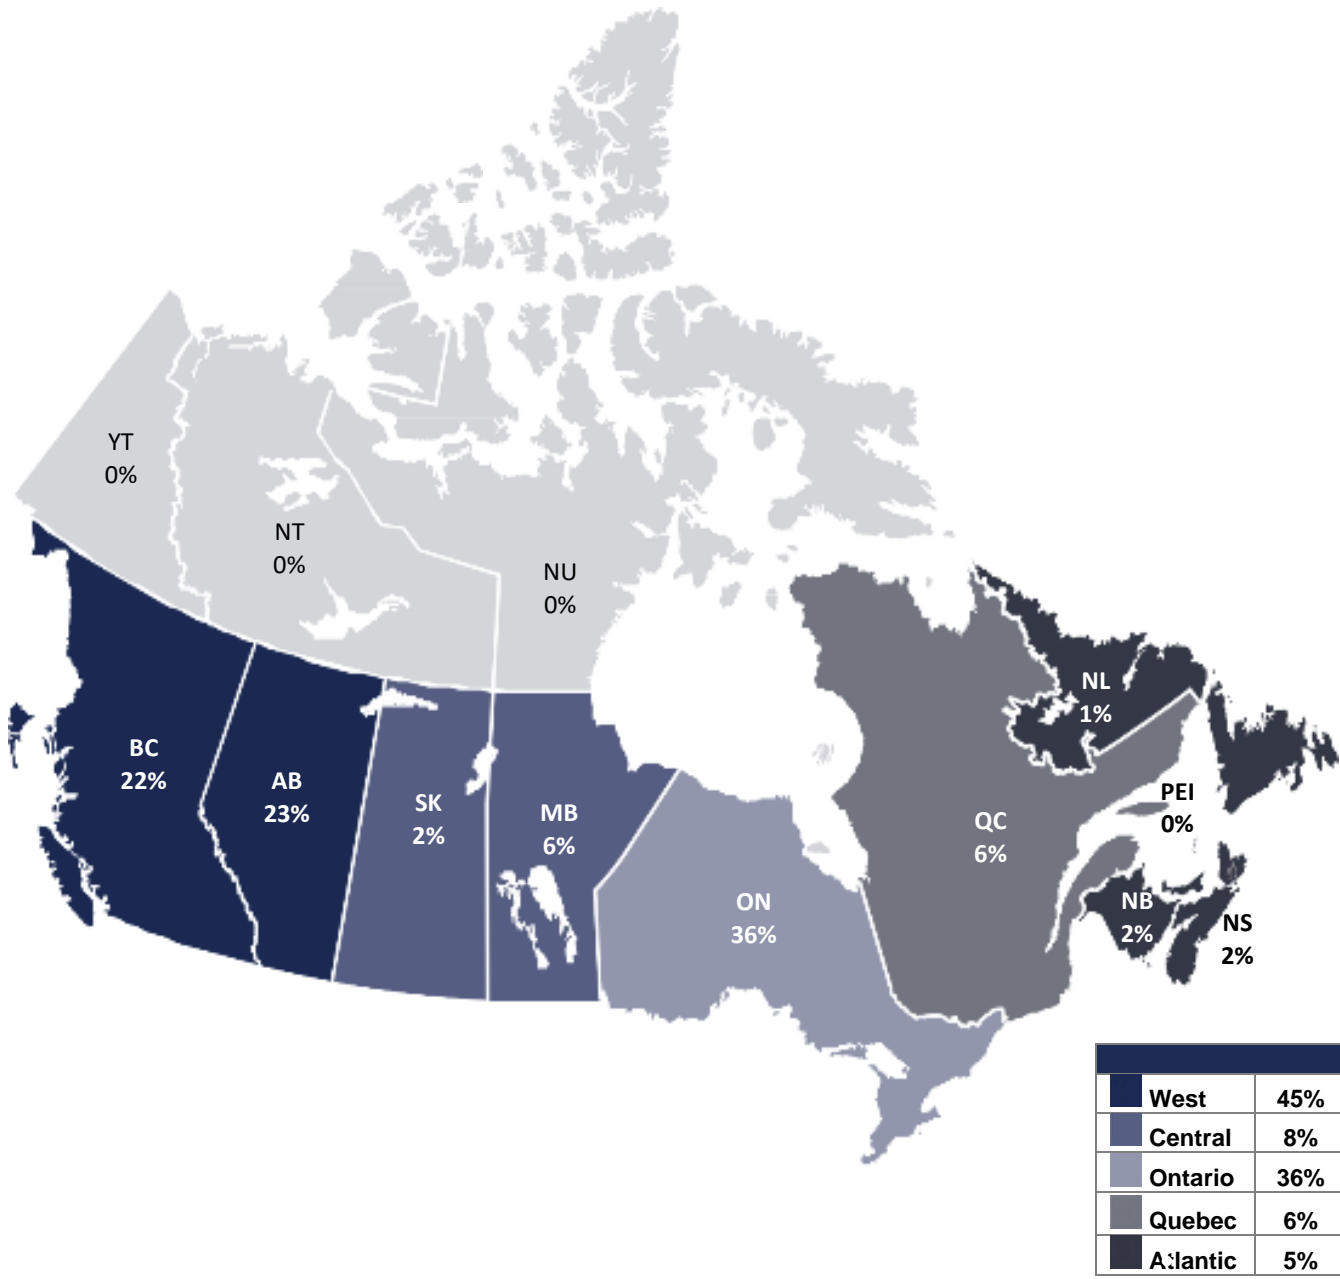 YT
0%
NT
0%
NU
0%
BC
22%
AB
23%
SK
2%
MB
6%
ON
36%
QC
6%
NL
1%
PEI
0%
NB
2%
NS
2%
West 45%
Central 8%
Ontario 36%
Quebec 6%
Atlantic 5%